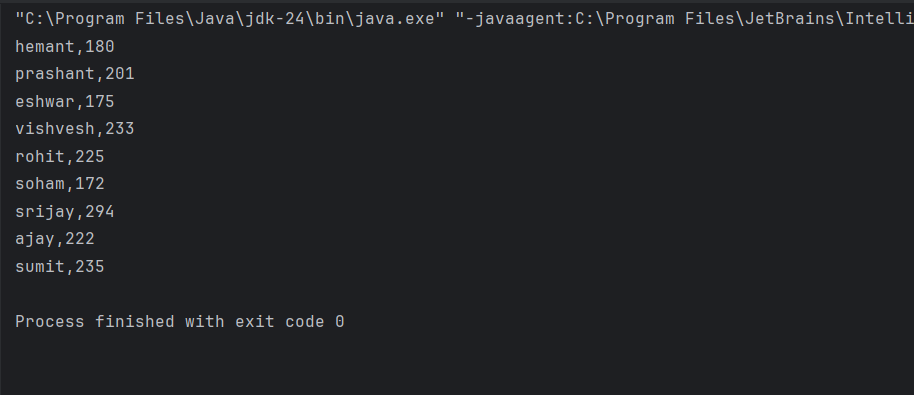 "C:\Program Files\Java\jdk-24\bin\java.exe" "-javaagent:C:\Program Files\JetBrains\Intelli
hemant,180
prashant,201
eshwar,175
vishvesh,233
rohit,225
soham,172
srijay,294
ajay,222
sumit,235
Process finished with exit code 0